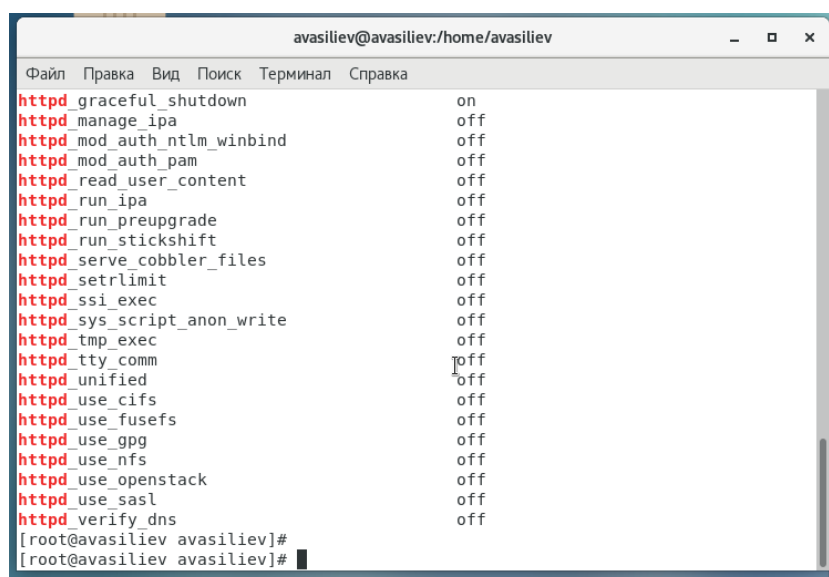 avasiliev@avasiliev:/home/avasiliev
Файл Правка Вид Поиск Терминал Справка
httpd_graceful_shutdown on
httpd_manage_ipa off
httpd_mod_auth_ntlm_winbind off
httpd_mod_auth_pam off
httpd_read_user_content off
httpd_run_ipa off
httpd_run_preupgrade off
httpd_run_stickshift off
httpd_serve_cobbler_files off
httpd_setrlimit off
httpd_ssi_exec off
httpd_sys_script_anon_write off
httpd_tmp_exec off
httpd_tty_comm off
httpd_unified off
httpd_use_cifs off
httpd_use_fusefs off
httpd_use_gpg off
httpd_use_nfs off
httpd_use_openstack off
httpd_use_sasl off
httpd_verify_dns off
[root@avasiliev avasiliev]#
[root@avasiliev avasiliev]#